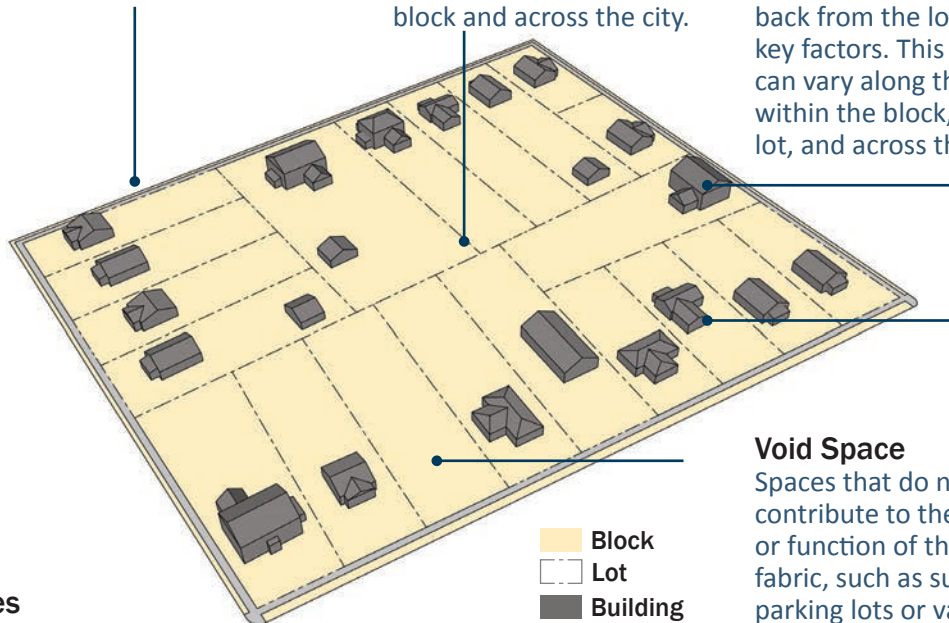 block and across the city.
back from the lo
key factors. This
can vary along th
within the block,
lot, and across th
Void Space
Spaces that do n
contribute to the
or function of th
fabric, such as su
parking lots or va
Block
Lot
Building
es